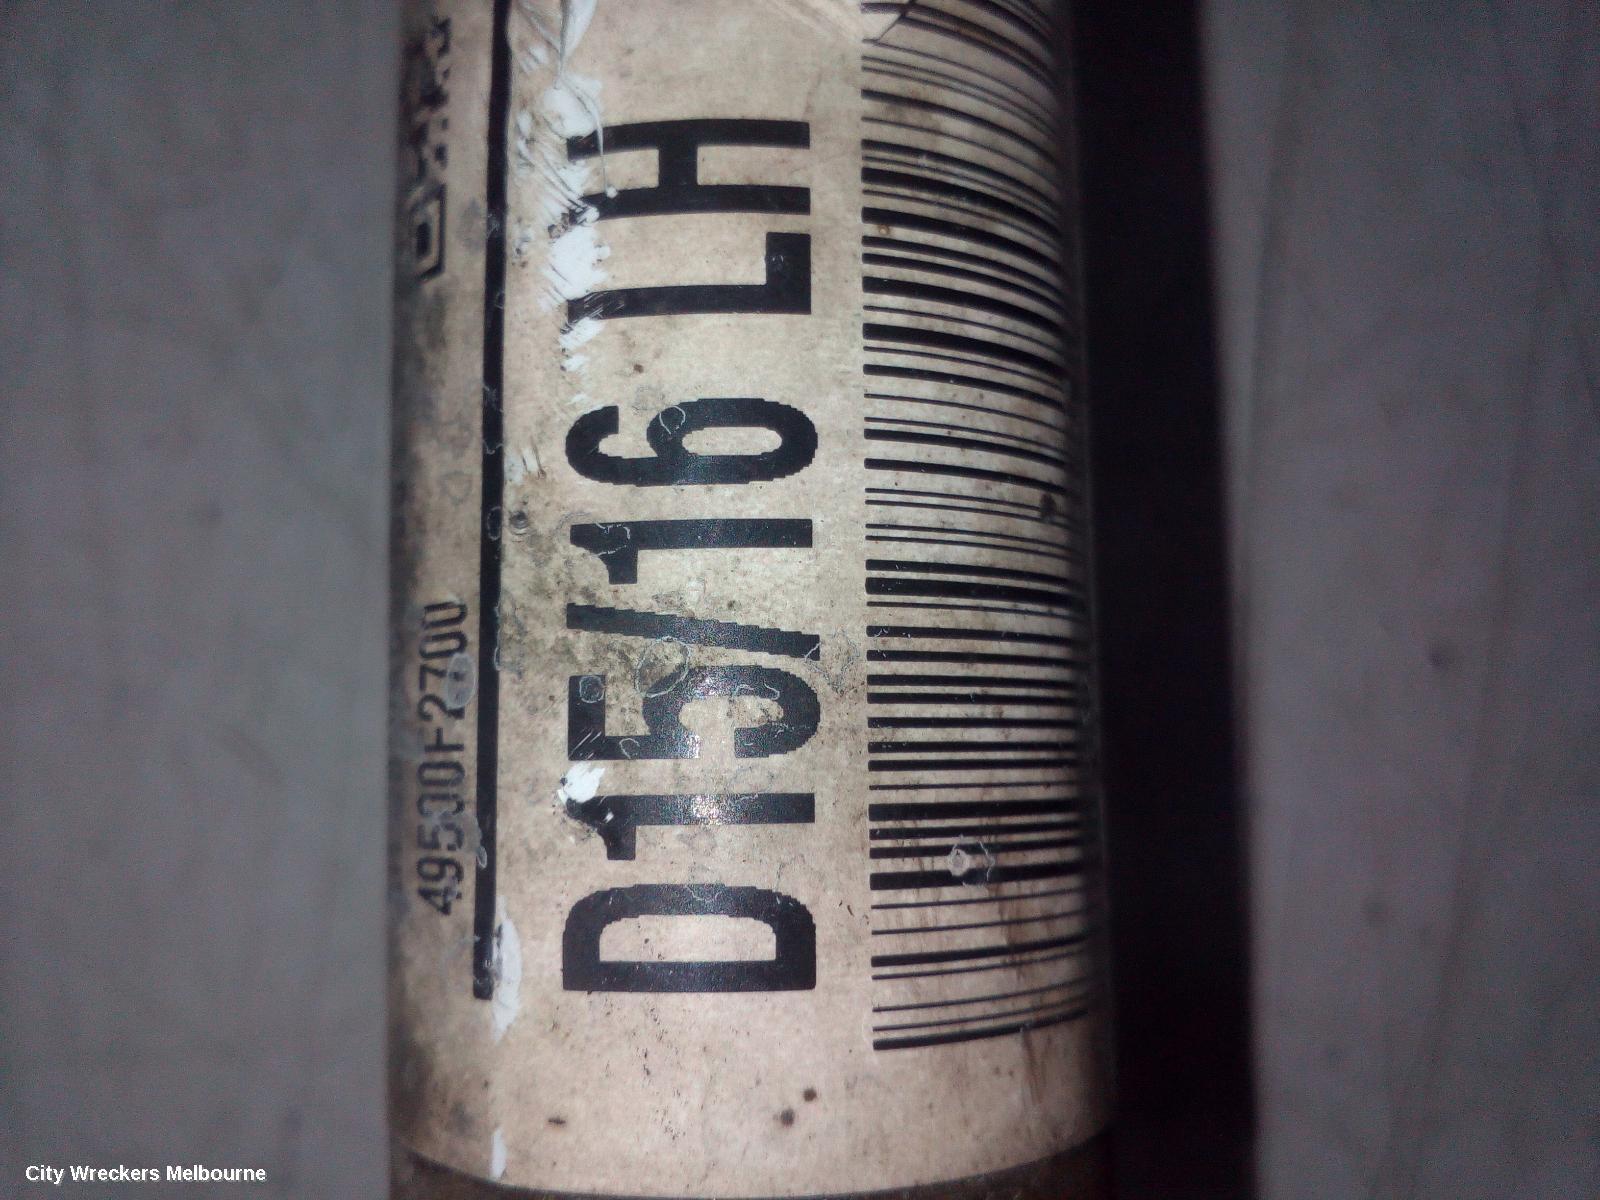 49500F2700
D15/16 LH
City Wreckers Melbourne